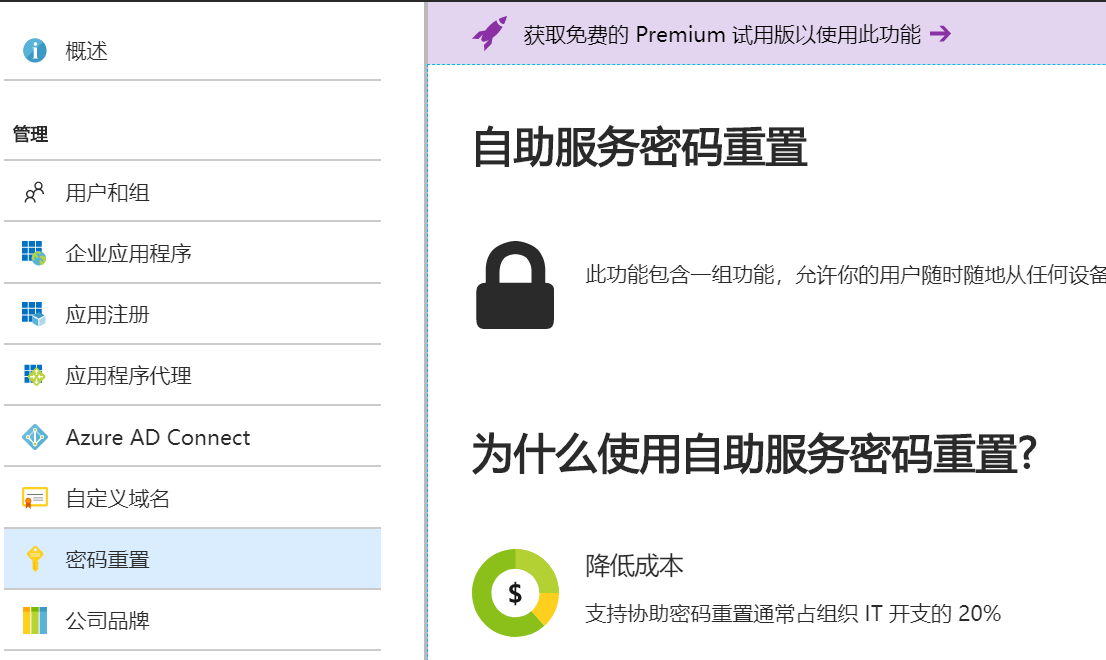 概述
管理
用户和组
企业应用程序
应用注册
应用程序代理
Azure AD Connect
自定义域名
密码重置
公司品牌
获取免费的 Premium 试用版以使用此功能
自助服务密码重置
此功能包含一组功能，允许你的用户随时随地从任何设备
为什么使用自助服务密码重置?
$
降低成本
支持协助密码重置通常占组织 IT 开支的 20%